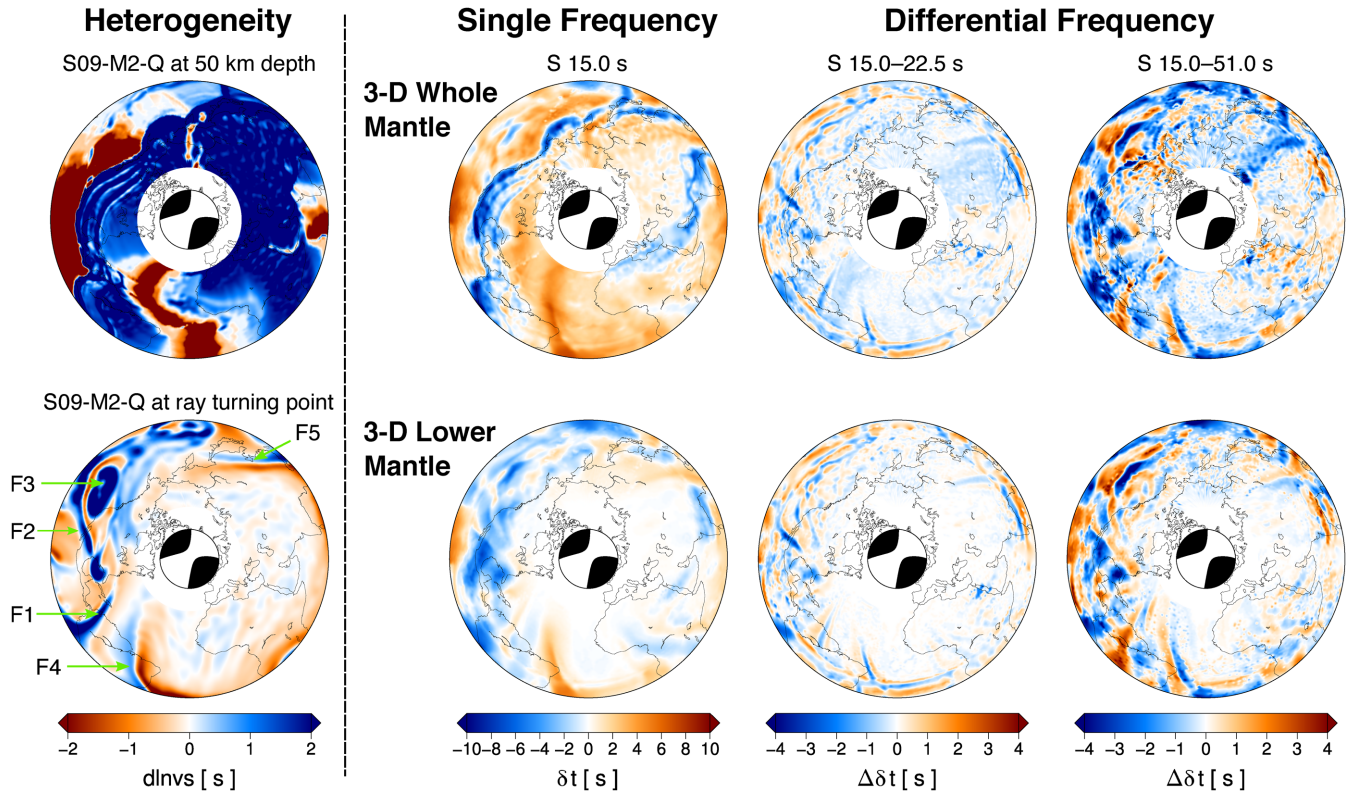 Heterogeneity
Single Frequency
Differential Frequency
S09-M2-Q at 50 km depth
S 15.0 s
S 15.0–22.5 s
S 15.0–51.0 s
3-D Whole
Mantle
S09-M2-Q at ray turning point
3-D Lower
Mantle
F5
F3
F2
F1
F4
−2 −1 0 1 2
dlnvs [ s ]
−10 −8 −6 −4 −2 0 2 4 6 8 10
δt [ s ]
−4 −3 −2 −1 0 1 2 3 4
Δδt [ s ]
−4 −3 −2 −1 0 1 2 3 4
Δδt [ s ]